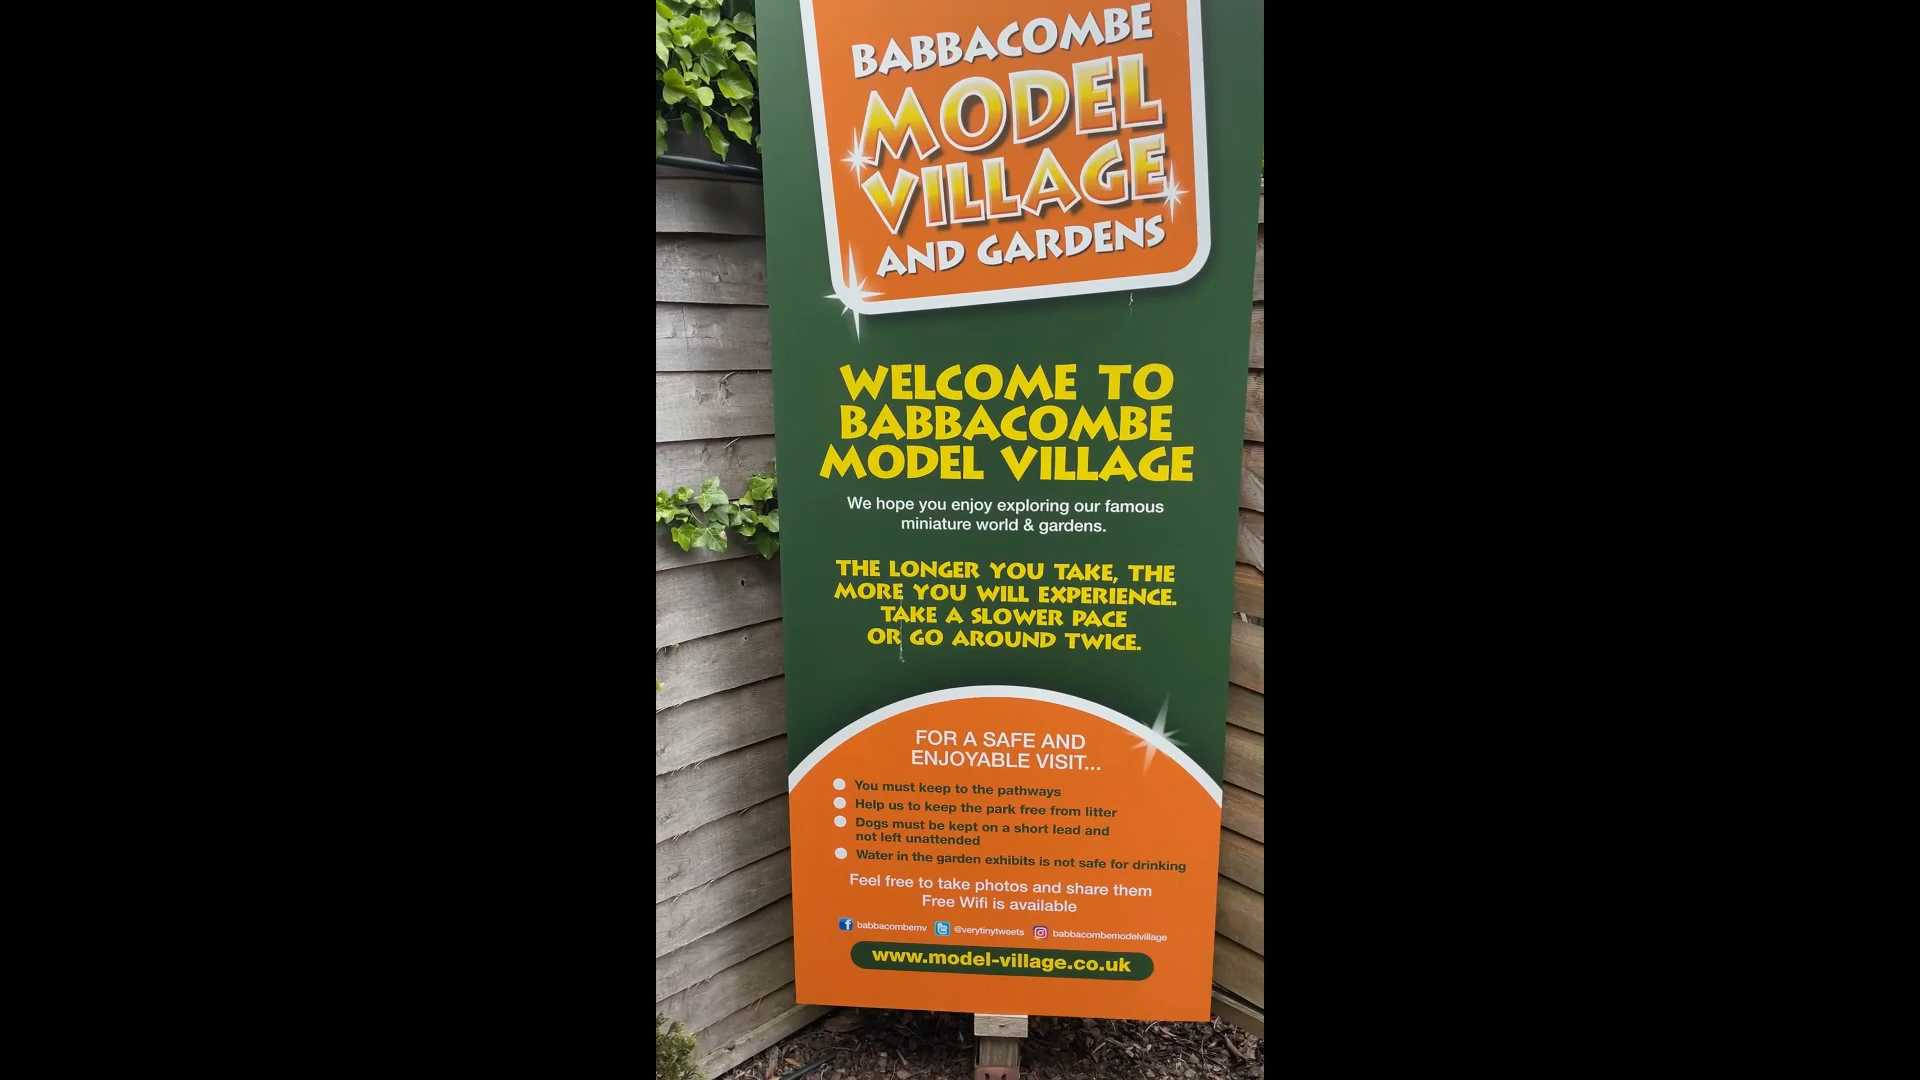 BABBACOMBE
MODEL
VILLAGE
AND GARDENS
WELCOME TO
BABBACOMBE
MODEL VILLAGE
We hope you enjoy exploring our famous
miniature world & gardens.
THE LONGER YOU TAKE, THE
MORE YOU WILL EXPERIENCE.
TAKE A SLOWER PACE
OR GO AROUND TWICE.
FOR A SAFE AND
ENJOYABLE VISIT...
You must keep to the pathways
Help us to keep the park free from litter
Dogs must be kept on a short lead and
not left unattended
Water in the garden exhibits is not safe for drinking
Feel free to take photos and share them
Free Wifi is available
babbacombemv @verytinytweets babbacombemodelvillage
www.model-village.co.uk